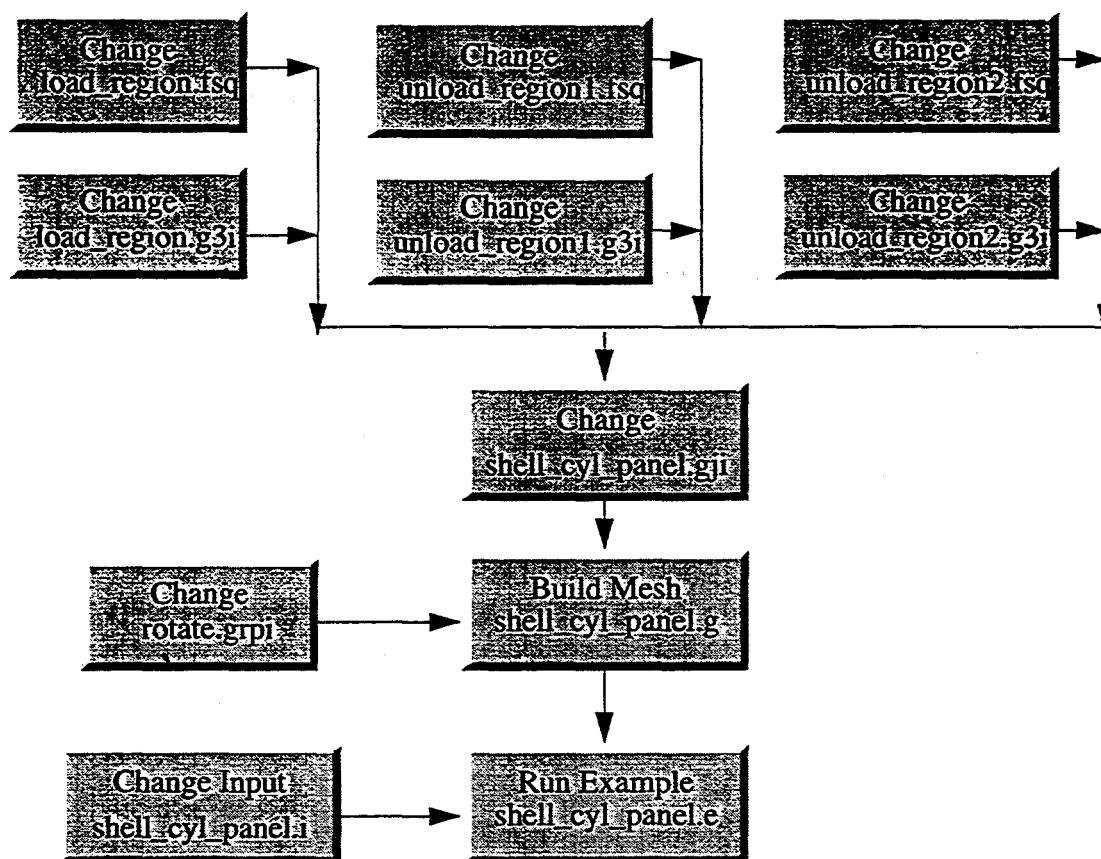 Change
load_region.fsq
Change
unload_region1.fsq
Change
unload_region2.fsq
Change
load_region.g3i
Change
unload_region1.g3i
Change
unload_region2.g3i
Change
shell_cyl_panel.gji
Change
rotate.grpi
Build Mesh
shell_cyl_panel.g
Change Input
shell_cyl_panel.i
Run Example
shell_cyl_panel.e